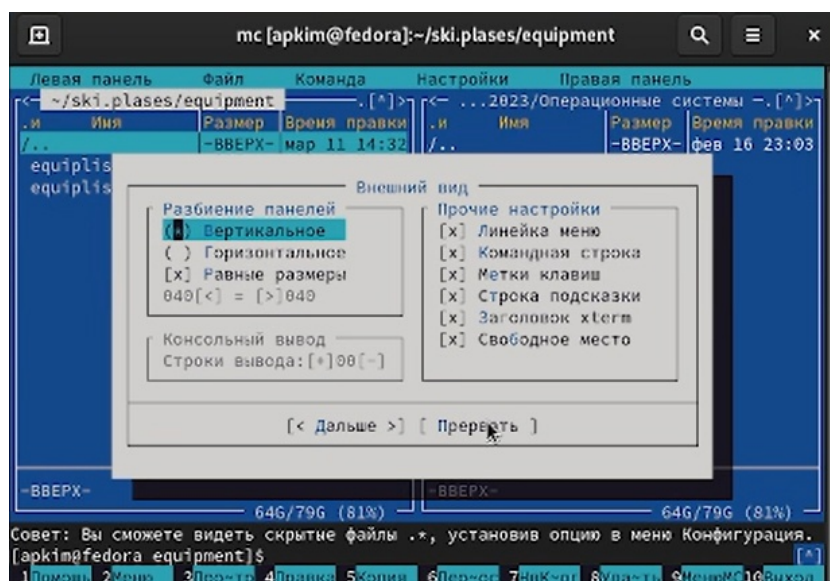 mc [apkim@fedora]:~/ski.plases/equipment
Левая панель Файл Команда Настройки Правая панель
<- ~/ski.plases/equipment .[^]> <- ...2023/Операционные системы -.[^]>
.и Имя Размер Время правки .и Имя Размер Время правки
/.. -ВВЕРХ- мар 11 14:32 /.. -ВВЕРХ- фев 16 23:03
equiplis
equiplis
Внешний вид
Разбиение панелей
(*) Вертикальное
( ) Горизонтальное
[x] Равные размеры
040[<] = [>]040
Консольный вывод
Строки вывода:[+]00[-]
Прочие настройки
[x] Линейка меню
[x] Командная строка
[x] Метки клавиш
[x] Строка подсказки
[x] Заголовок xterm
[x] Свободное место
[< Дальше >] [ Прервать ]
-ВВЕРХ- -ВВЕРХ-
64G/79G (81%) 64G/79G (81%)
Совет: Вы сможете видеть скрытые файлы .*, установив опцию в меню Конфигурация.
[apkim@fedora equipment]$ [^]
1Помощь 2Меню 3Про~тр 4Правка 5Копия 6Пер~ос 7НвК~ог 8Уда~ть 9МенюMC 10Выход